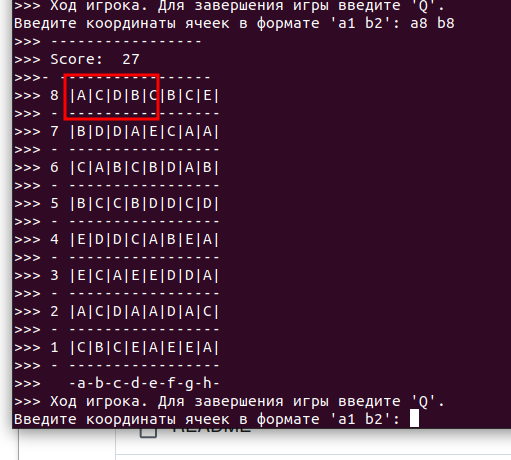 >>> Ход игрока. Для завершения игры введите 'Q'.
Введите координаты ячеек в формате 'a1 b2': a8 b8
>>> -----------------
>>> Score:  27
>>>- -----------------
>>> 8 |A|C|D|B|C|B|C|E|
>>> - -----------------
>>> 7 |B|D|D|A|E|C|A|A|
>>> - -----------------
>>> 6 |C|A|B|C|B|D|A|B|
>>> - -----------------
>>> 5 |B|C|C|B|D|D|C|D|
>>> - -----------------
>>> 4 |E|D|D|C|A|B|E|A|
>>> - -----------------
>>> 3 |E|C|A|E|E|D|D|A|
>>> - -----------------
>>> 2 |A|C|D|A|A|D|A|C|
>>> - -----------------
>>> 1 |C|B|C|E|A|E|E|A|
>>> - -----------------
>>>   -a-b-c-d-e-f-g-h-
>>> Ход игрока. Для завершения игры введите 'Q'.
Введите координаты ячеек в формате 'a1 b2':
README